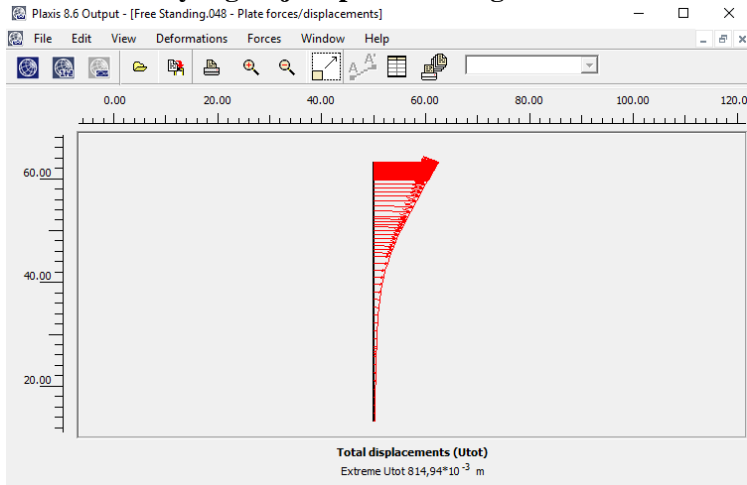 Plaxis 8.6 Output - [Free Standing.048 - Plate forces/displacements]
File Edit View Deformations Forces Window Help
0.00 20.00 40.00 60.00 80.00 100.00 120.0
60.00
40.00
20.00
Total displacements (Utot)
Extreme Utot 814,94*10 -3 m